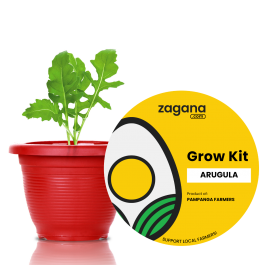 zagana
.com
Grow Kit
ARUGULA
Product of:
PAMPANGA FARMERS
SUPPORT LOCAL FARMERS!